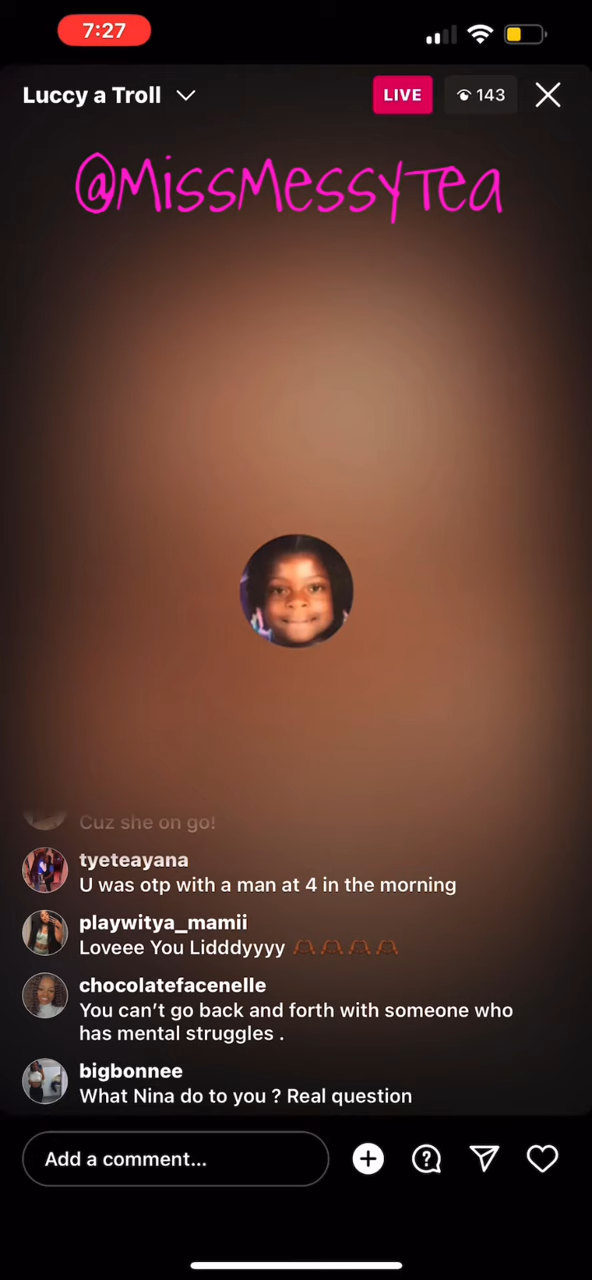 7:27
Luccy a Troll
LIVE
143
@MissMessyTea
Cuz she on go!
tyeteayana
U was otp with a man at 4 in the morning
playwitya_mamii
Loveee You Lidddyyyy
chocolatefacenelle
You can’t go back and forth with someone who
has mental struggles .
bigbonnee
What Nina do to you ? Real question
Add a comment...